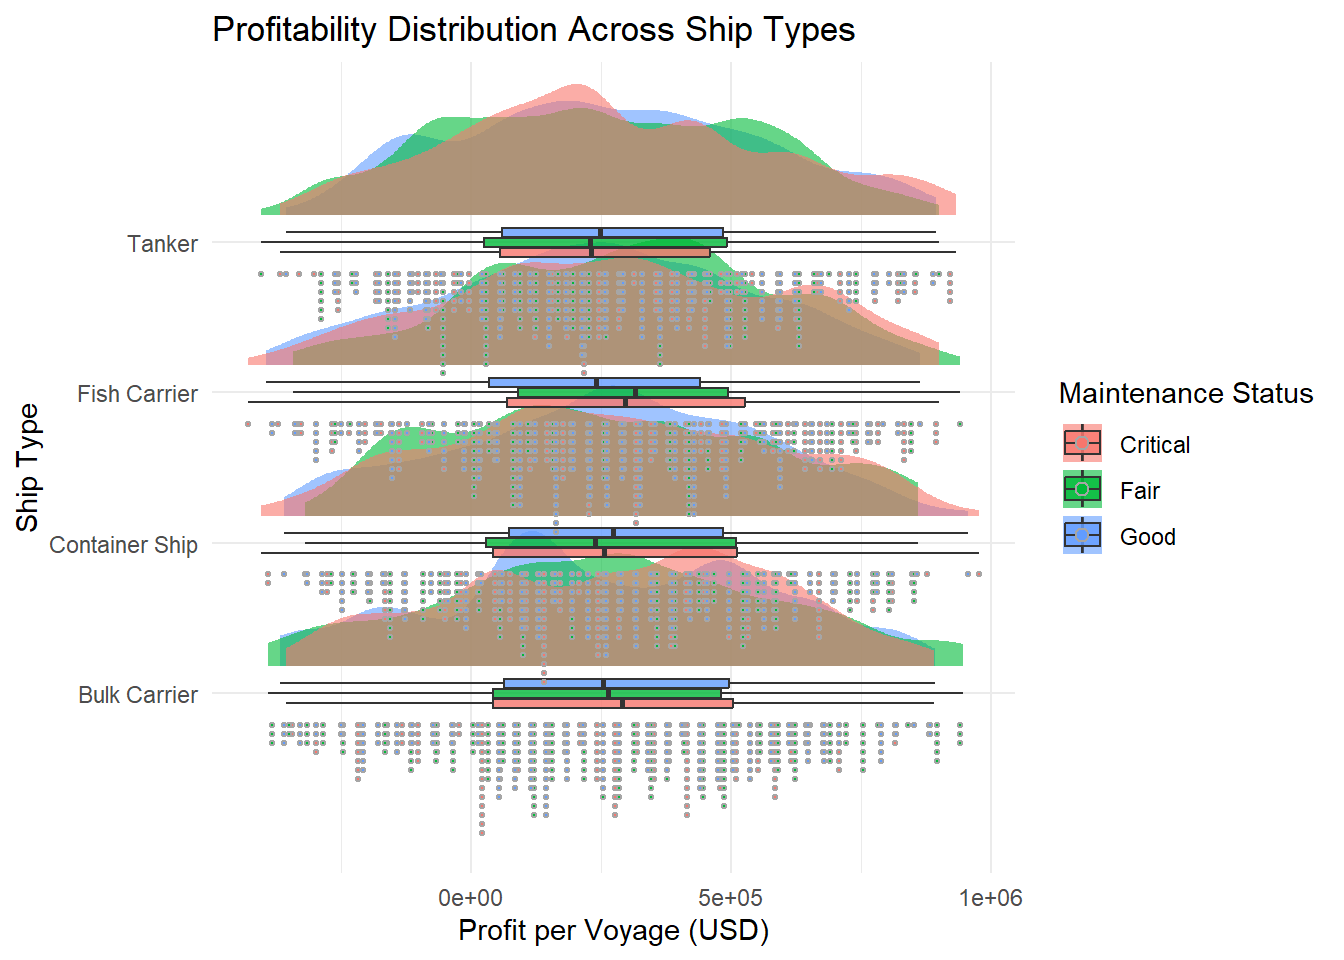 Profitability Distribution Across Ship Types
Ship Type
Tanker
Fish Carrier
Container Ship
Bulk Carrier
0e+00
5e+05
1e+06
Profit per Voyage (USD)
Maintenance Status
Critical
Fair
Good